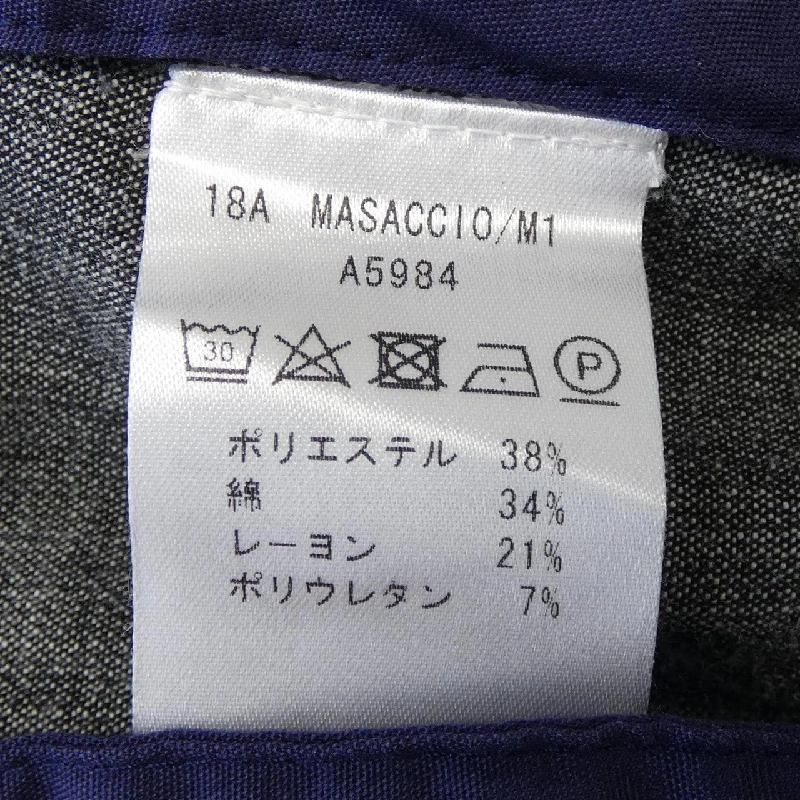 18A MASACCIO/M1
A5984
30 P
ポリエステル 38%
綿 34%
レーヨン 21%
ポリウレタン 7%